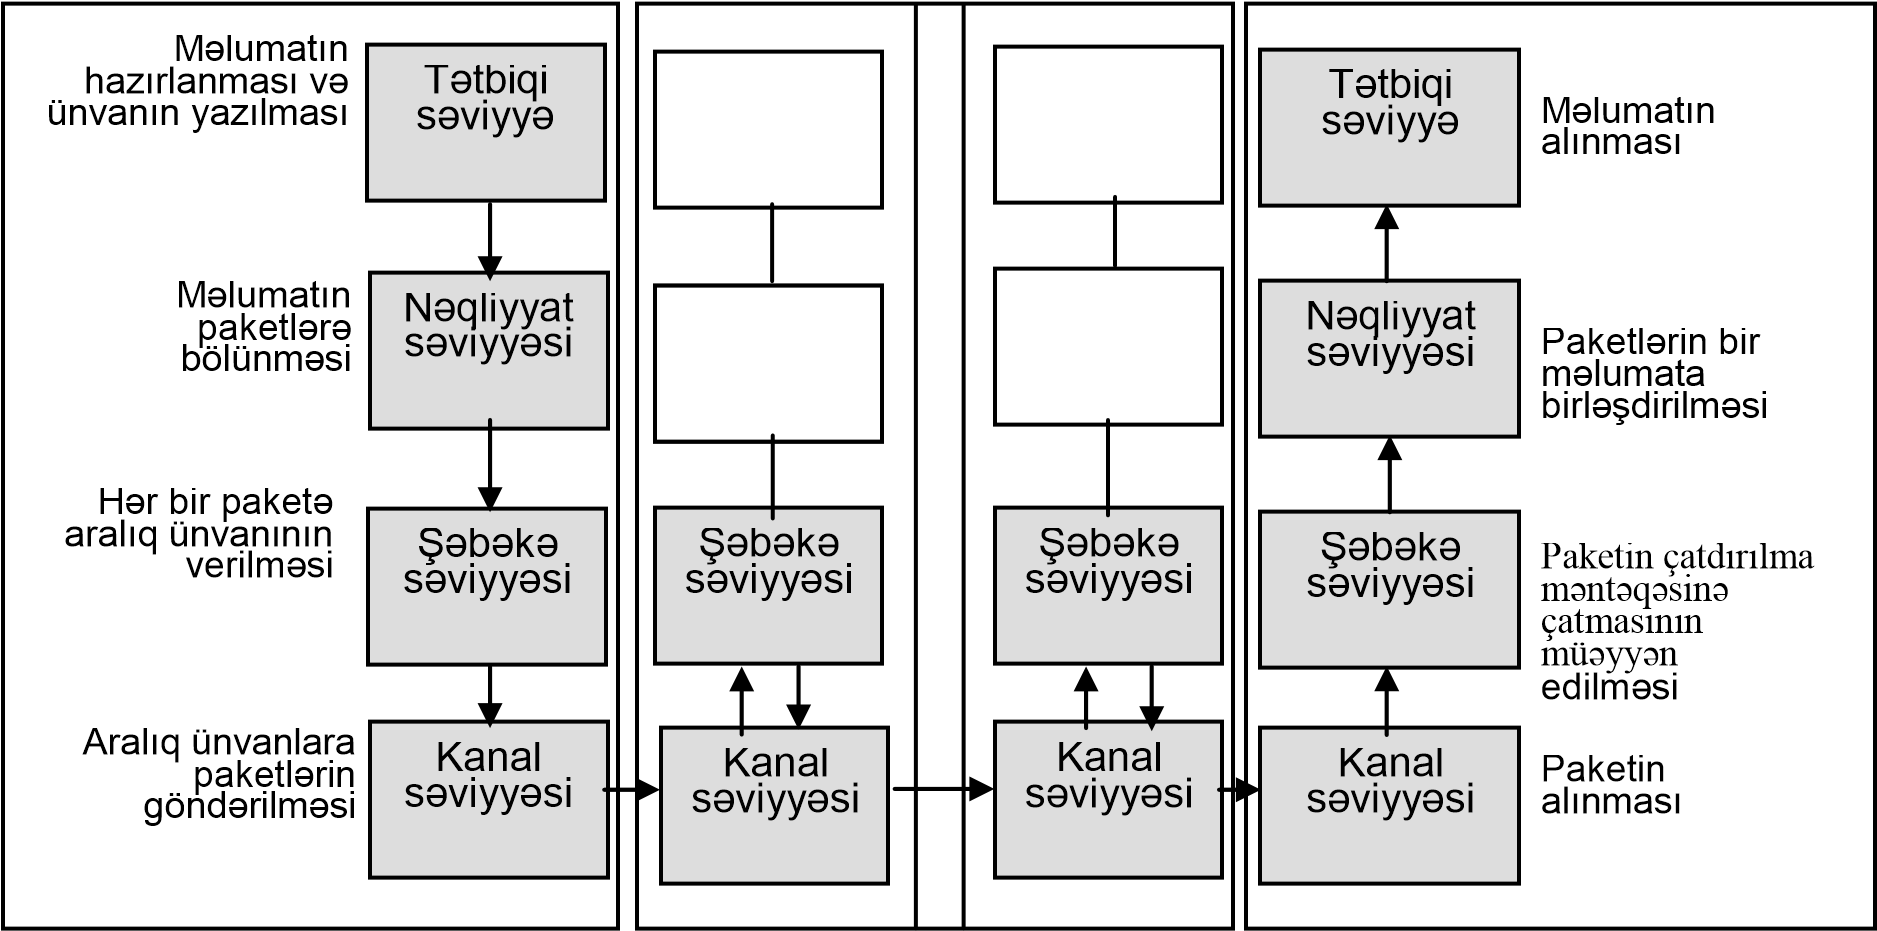 Məlumatın
hazırlanması və
ünvanın yazılması
Tətbiqi
səviyyə
Məlumatın
paketlərə
bölünməsi
Nəqliyyat
səviyyəsi
Hər bir paketə
aralıq ünvanının
verilməsi
Şəbəkə
səviyyəsi
Aralıq ünvanlara
paketlərin
göndərilməsi
Kanal
səviyyəsi
Şəbəkə
səviyyəsi
Kanal
səviyyəsi
Şəbəkə
səviyyəsi
Kanal
səviyyəsi
Tətbiqi
səviyyə
Məlumatın
alınması
Nəqliyyat
səviyyəsi
Paketlərin bir
məlumata
birləşdirilməsi
Şəbəkə
səviyyəsi
Paketin çatdırılma
məntəqəsinə
çatmasının
müəyyən
edilməsi
Kanal
səviyyəsi
Paketin
alınması